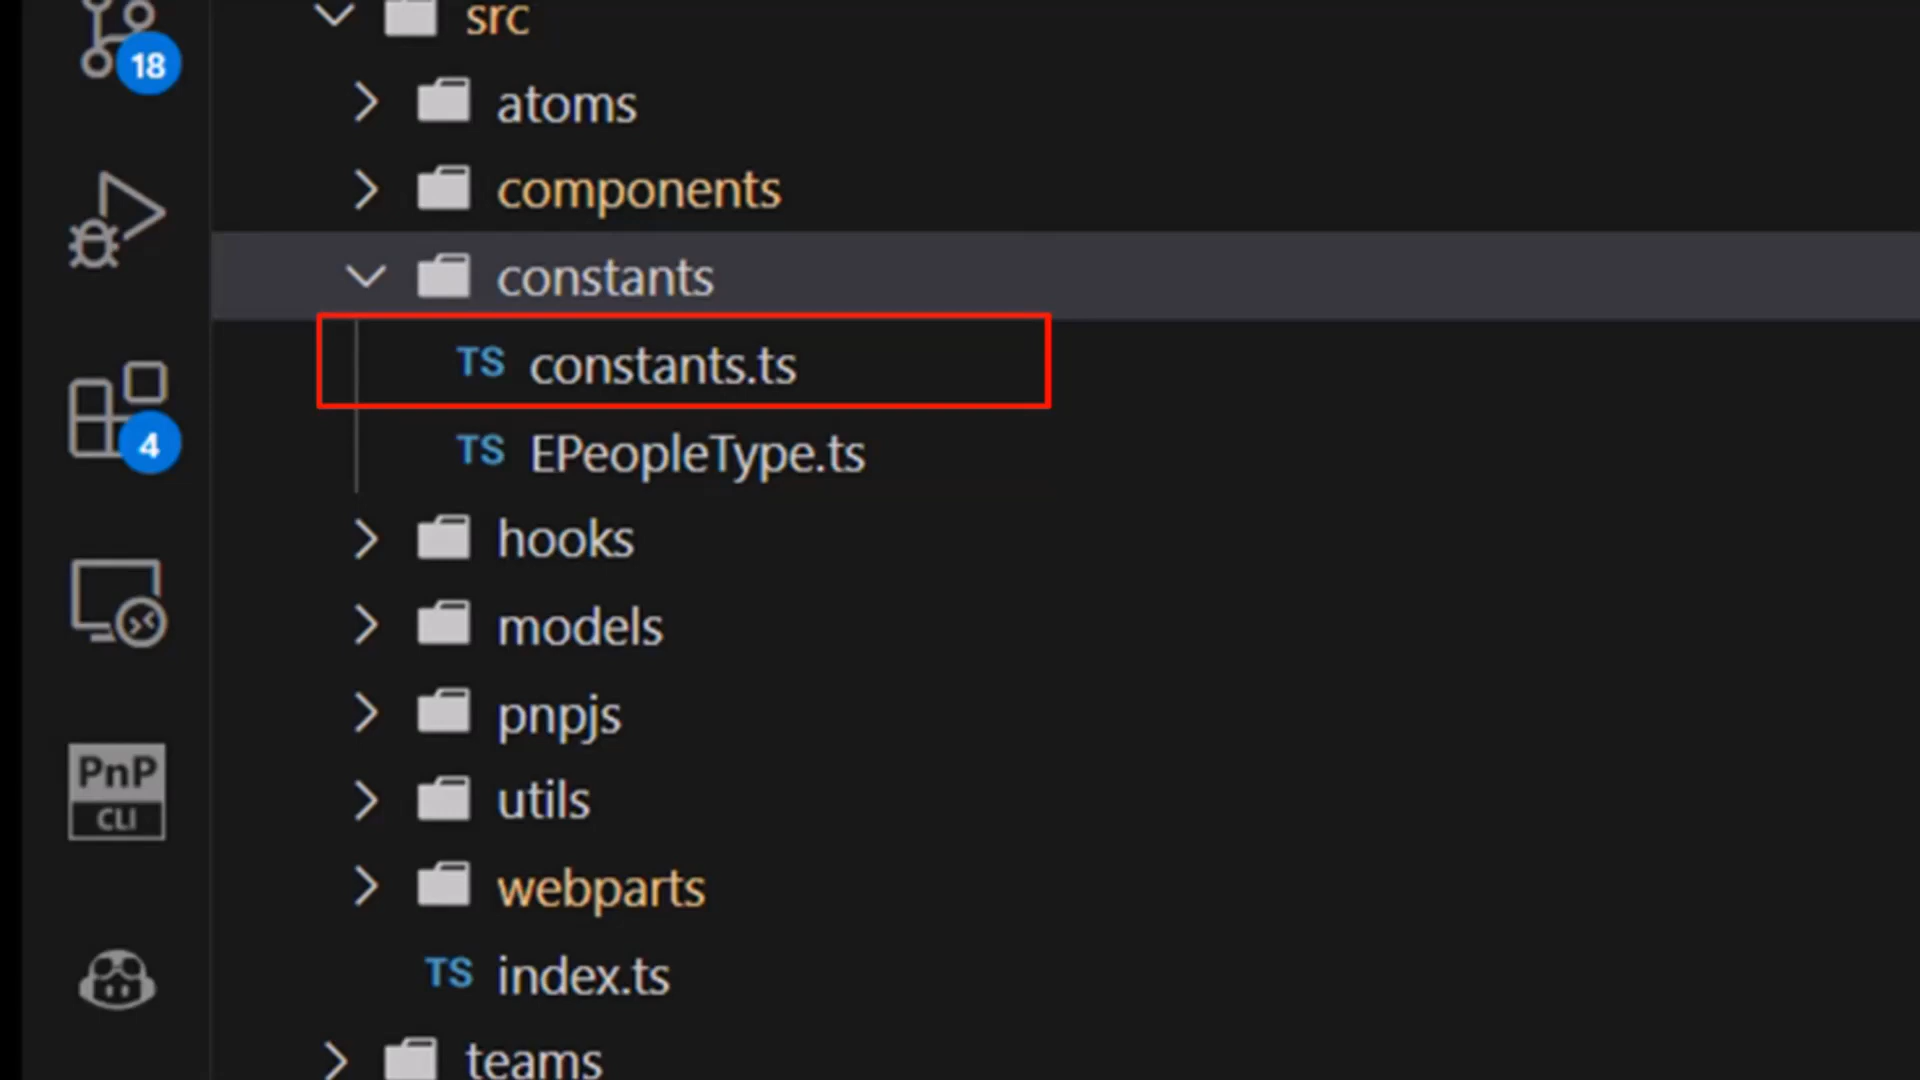 src
18
atoms
components
constants
TS constants.ts
4
TS EPeopleType.ts
hooks
models
pnpjs
PnP
CLI
utils
webparts
TS index.ts
teams